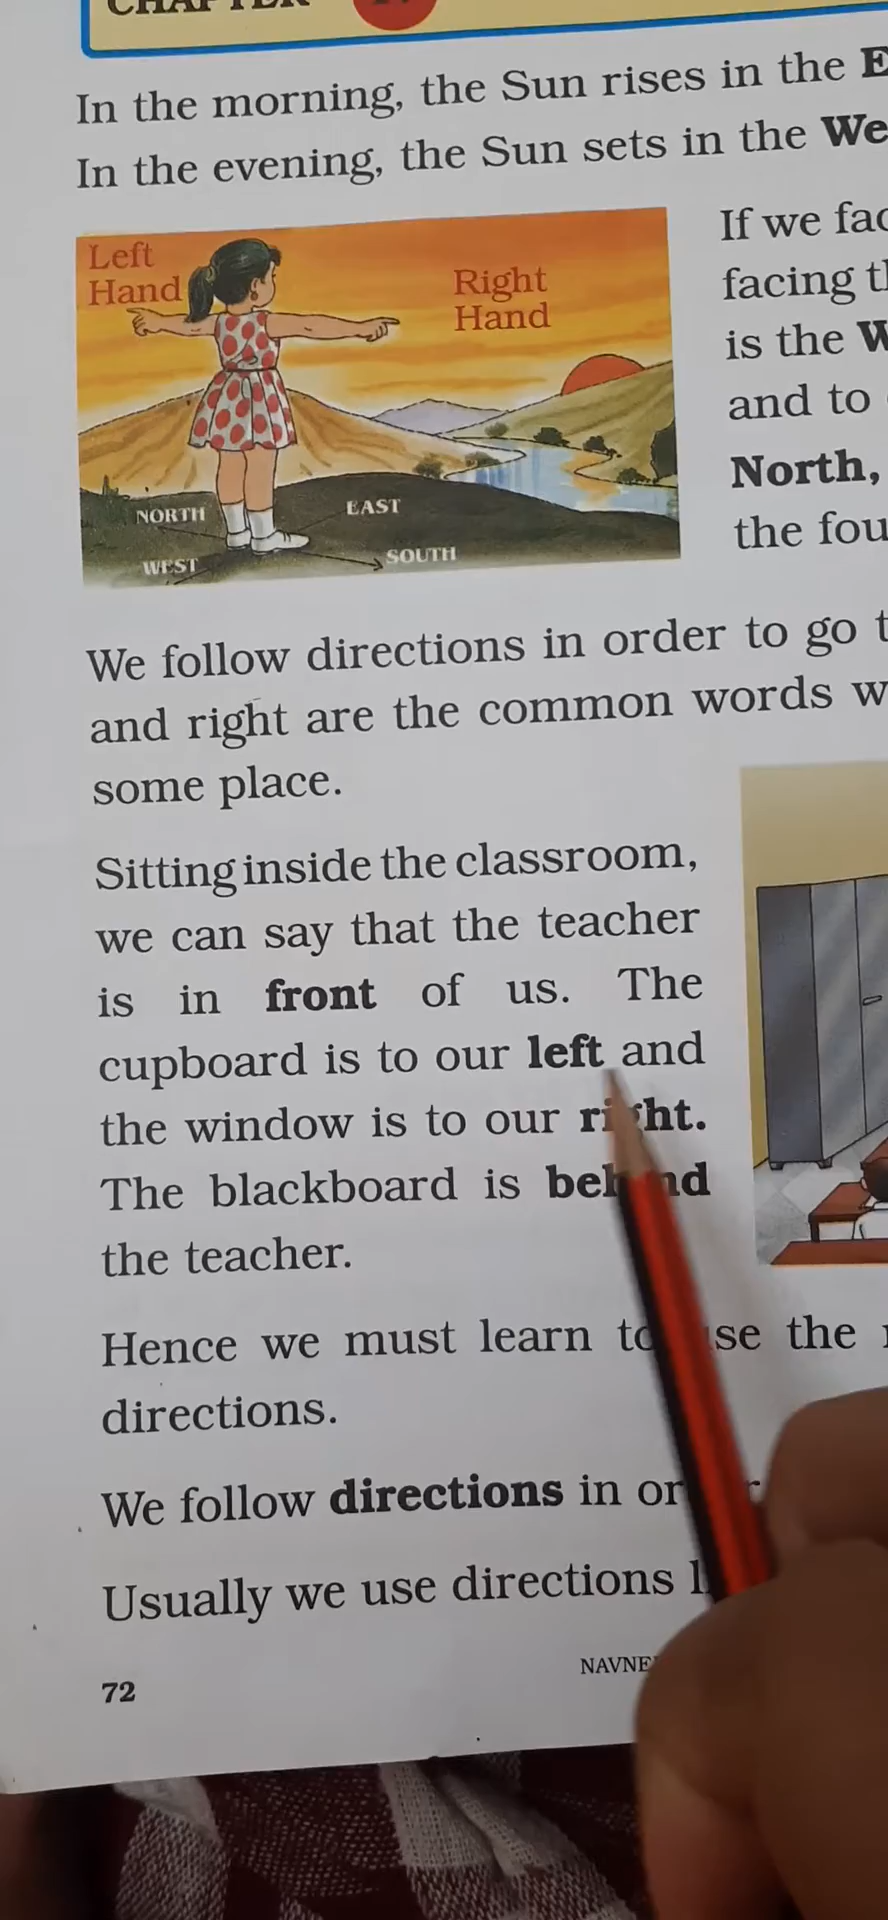 CHAPTER
In the morning, the Sun rises in the E
In the evening, the Sun sets in the We
Left
Hand
Right
Hand
NORTH
EAST
WEST
SOUTH
If we fac
facing th
is the W
and to
North,
the fou
We follow directions in order to go t
and right are the common words w
some place.
Sitting inside the classroom,
we can say that the teacher
is in front of us. The
cupboard is to our left and
the window is to our right.
The blackboard is behind
the teacher.
Hence we must learn to use the
directions.
We follow directions in or
Usually we use directions l
NAVNE
72